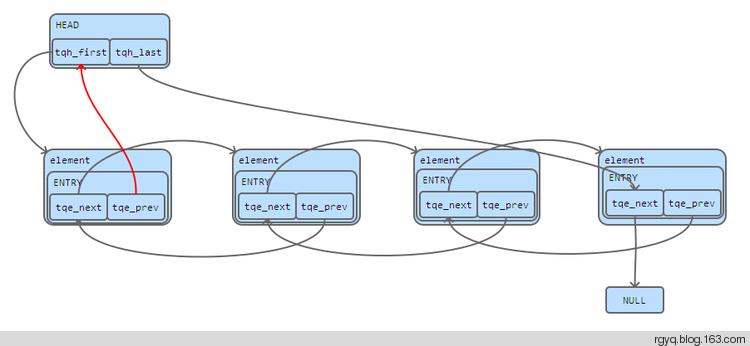 HEAD
tqh_first tqh_last
element element element element
ENTRY ENTRY ENTRY ENTRY
tqe_next tqe_prev tqe_next tqe_prev tqe_next tqe_prev tqe_next tqe_prev
NULL
rgyq.blog.163.com